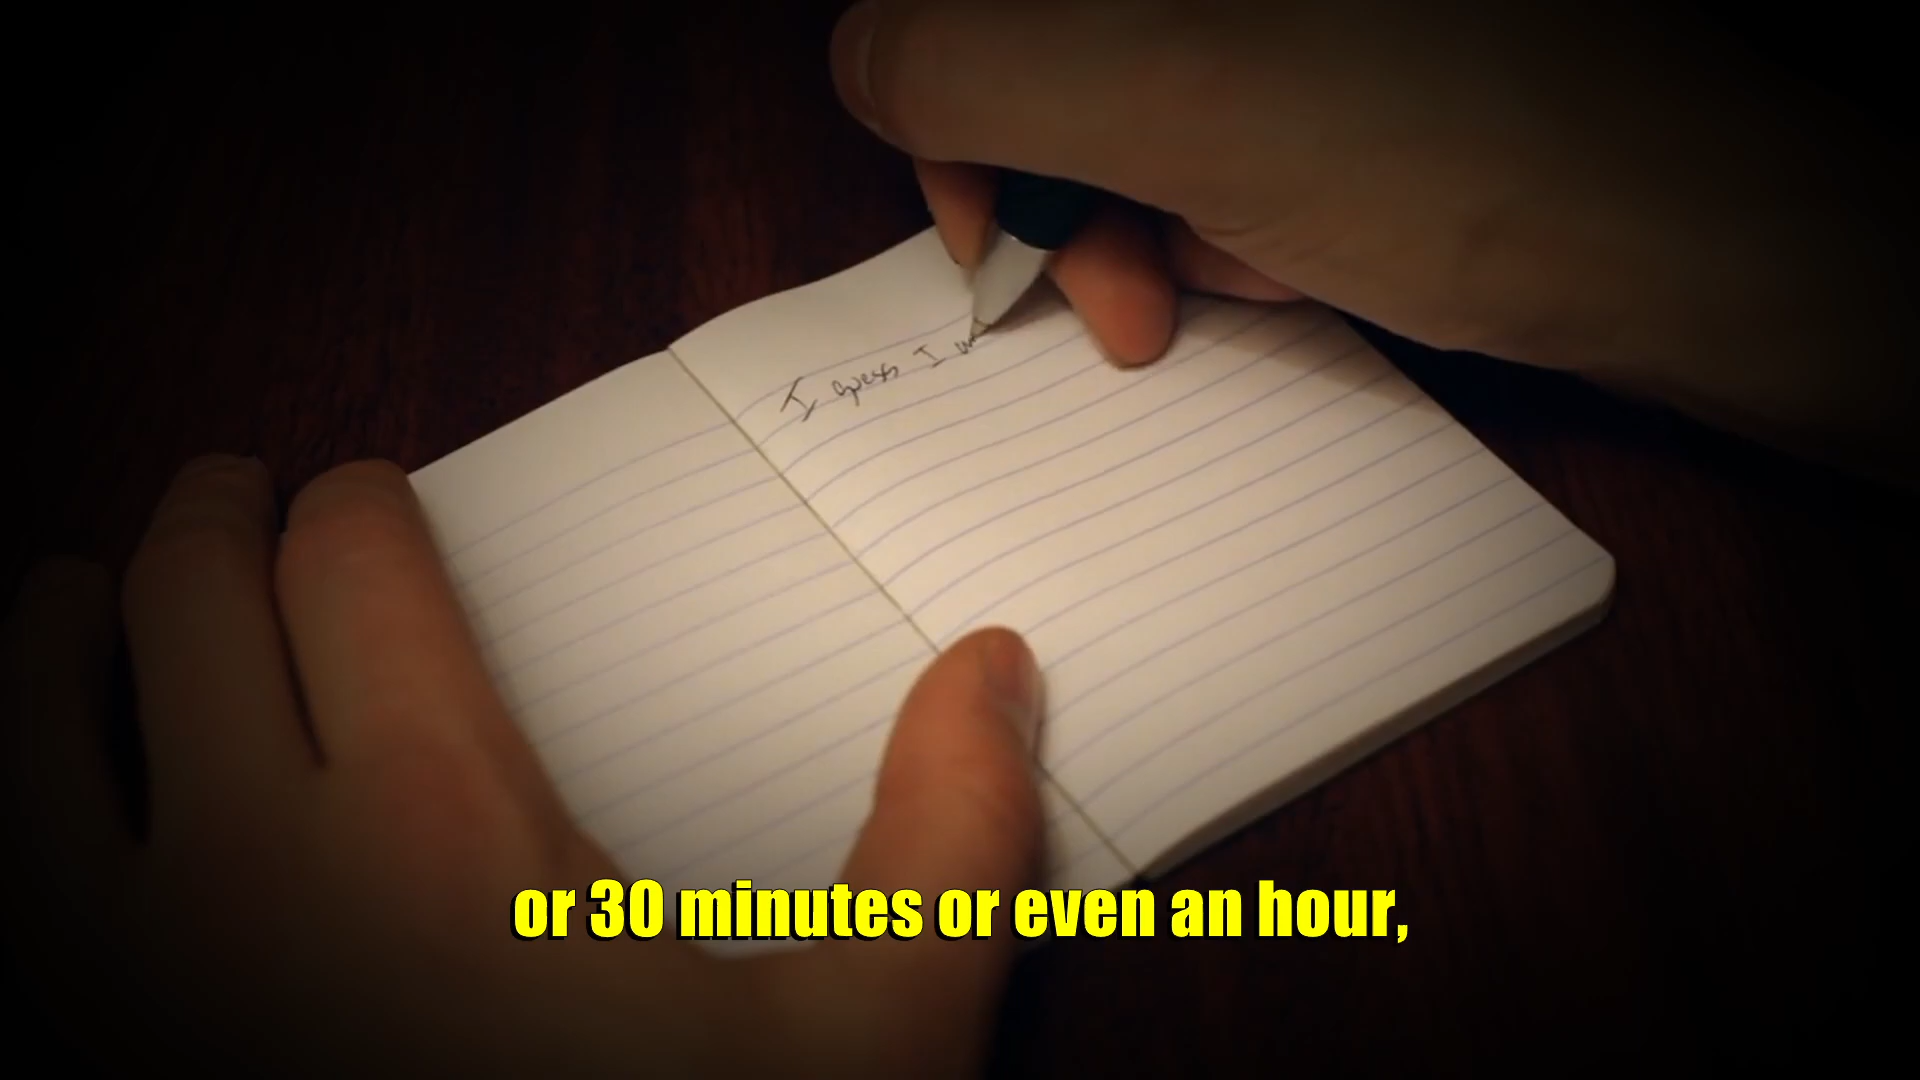 I guess I
or 30 minutes or even an hour,